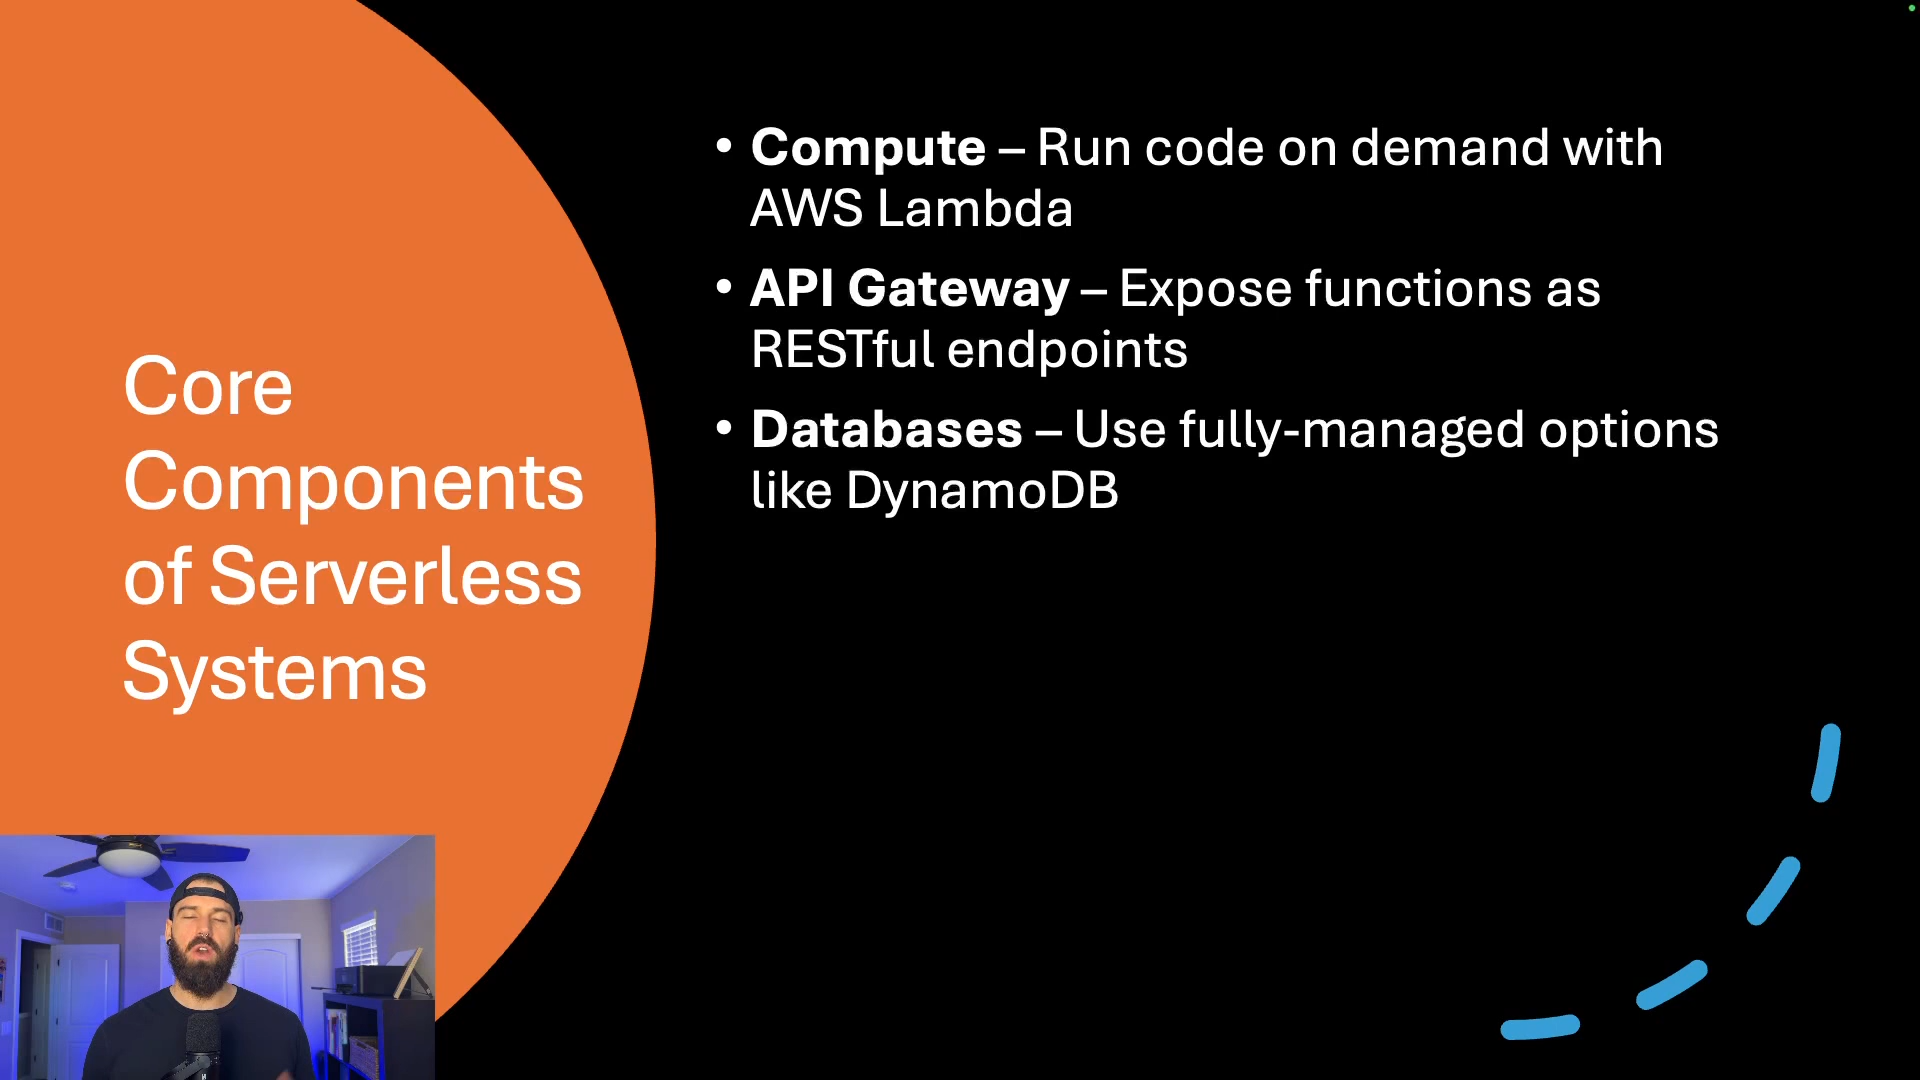 Core
Components
of Serverless
Systems
• Compute – Run code on demand with
AWS Lambda
• API Gateway – Expose functions as
RESTful endpoints
• Databases – Use fully-managed options
like DynamoDB